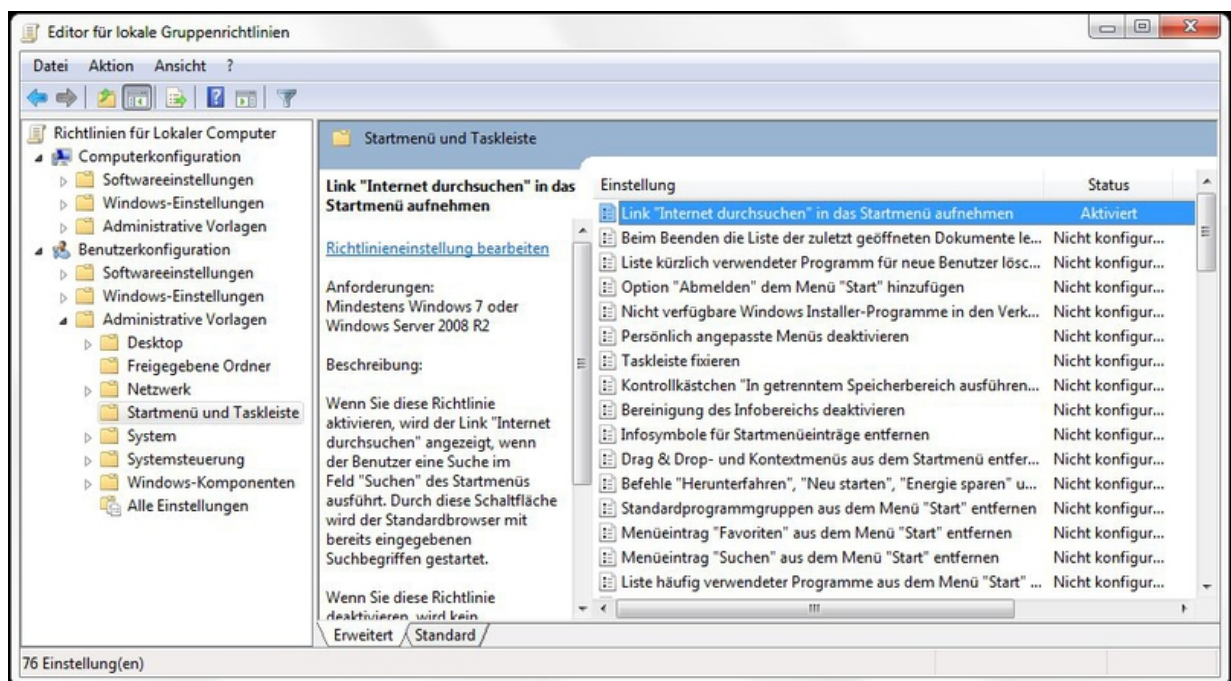 Editor für lokale Gruppenrichtlinien
Datei Aktion Ansicht ?
Richtlinien für Lokaler Computer
Computerkonfiguration
Softwareeinstellungen
Windows-Einstellungen
Administrative Vorlagen
Benutzerkonfiguration
Softwareeinstellungen
Windows-Einstellungen
Administrative Vorlagen
Desktop
Freigegebene Ordner
Netzwerk
Startmenü und Taskleiste
System
Systemsteuerung
Windows-Komponenten
Alle Einstellungen
Startmenü und Taskleiste
Link "Internet durchsuchen" in das
Startmenü aufnehmen
Richtlinieneinstellung bearbeiten
Anforderungen:
Mindestens Windows 7 oder
Windows Server 2008 R2
Beschreibung:
Wenn Sie diese Richtlinie
aktivieren, wird der Link "Internet
durchsuchen" angezeigt, wenn
der Benutzer eine Suche im
Feld "Suchen" des Startmenüs
ausführt. Durch diese Schaltfläche
wird der Standardbrowser mit
bereits eingegebenen
Suchbegriffen gestartet.
Wenn Sie diese Richtlinie
deaktivieren, wird kein
Einstellung Status
Link "Internet durchsuchen" in das Startmenü aufnehmen Aktiviert
Beim Beenden die Liste der zuletzt geöffneten Dokumente le... Nicht konfigur...
Liste kürzlich verwendeter Programm für neue Benutzer lösc... Nicht konfigur...
Option "Abmelden" dem Menü "Start" hinzufügen Nicht konfigur...
Nicht verfügbare Windows Installer-Programme in den Verk... Nicht konfigur...
Persönlich angepasste Menüs deaktivieren Nicht konfigur...
Taskleiste fixieren Nicht konfigur...
Kontrollkästchen "In getrenntem Speicherbereich ausführen... Nicht konfigur...
Bereinigung des Infobereichs deaktivieren Nicht konfigur...
Infosymbole für Startmenüeinträge entfernen Nicht konfigur...
Drag & Drop- und Kontextmenüs aus dem Startmenü entfer... Nicht konfigur...
Befehle "Herunterfahren", "Neu starten", "Energie sparen" u... Nicht konfigur...
Standardprogrammgruppen aus dem Menü "Start" entfernen Nicht konfigur...
Menüeintrag "Favoriten" aus dem Menü "Start" entfernen Nicht konfigur...
Menüeintrag "Suchen" aus dem Menü "Start" entfernen Nicht konfigur...
Liste häufig verwendeter Programme aus dem Menü "Start" ... Nicht konfigur...
Erweitert Standard
76 Einstellung(en)